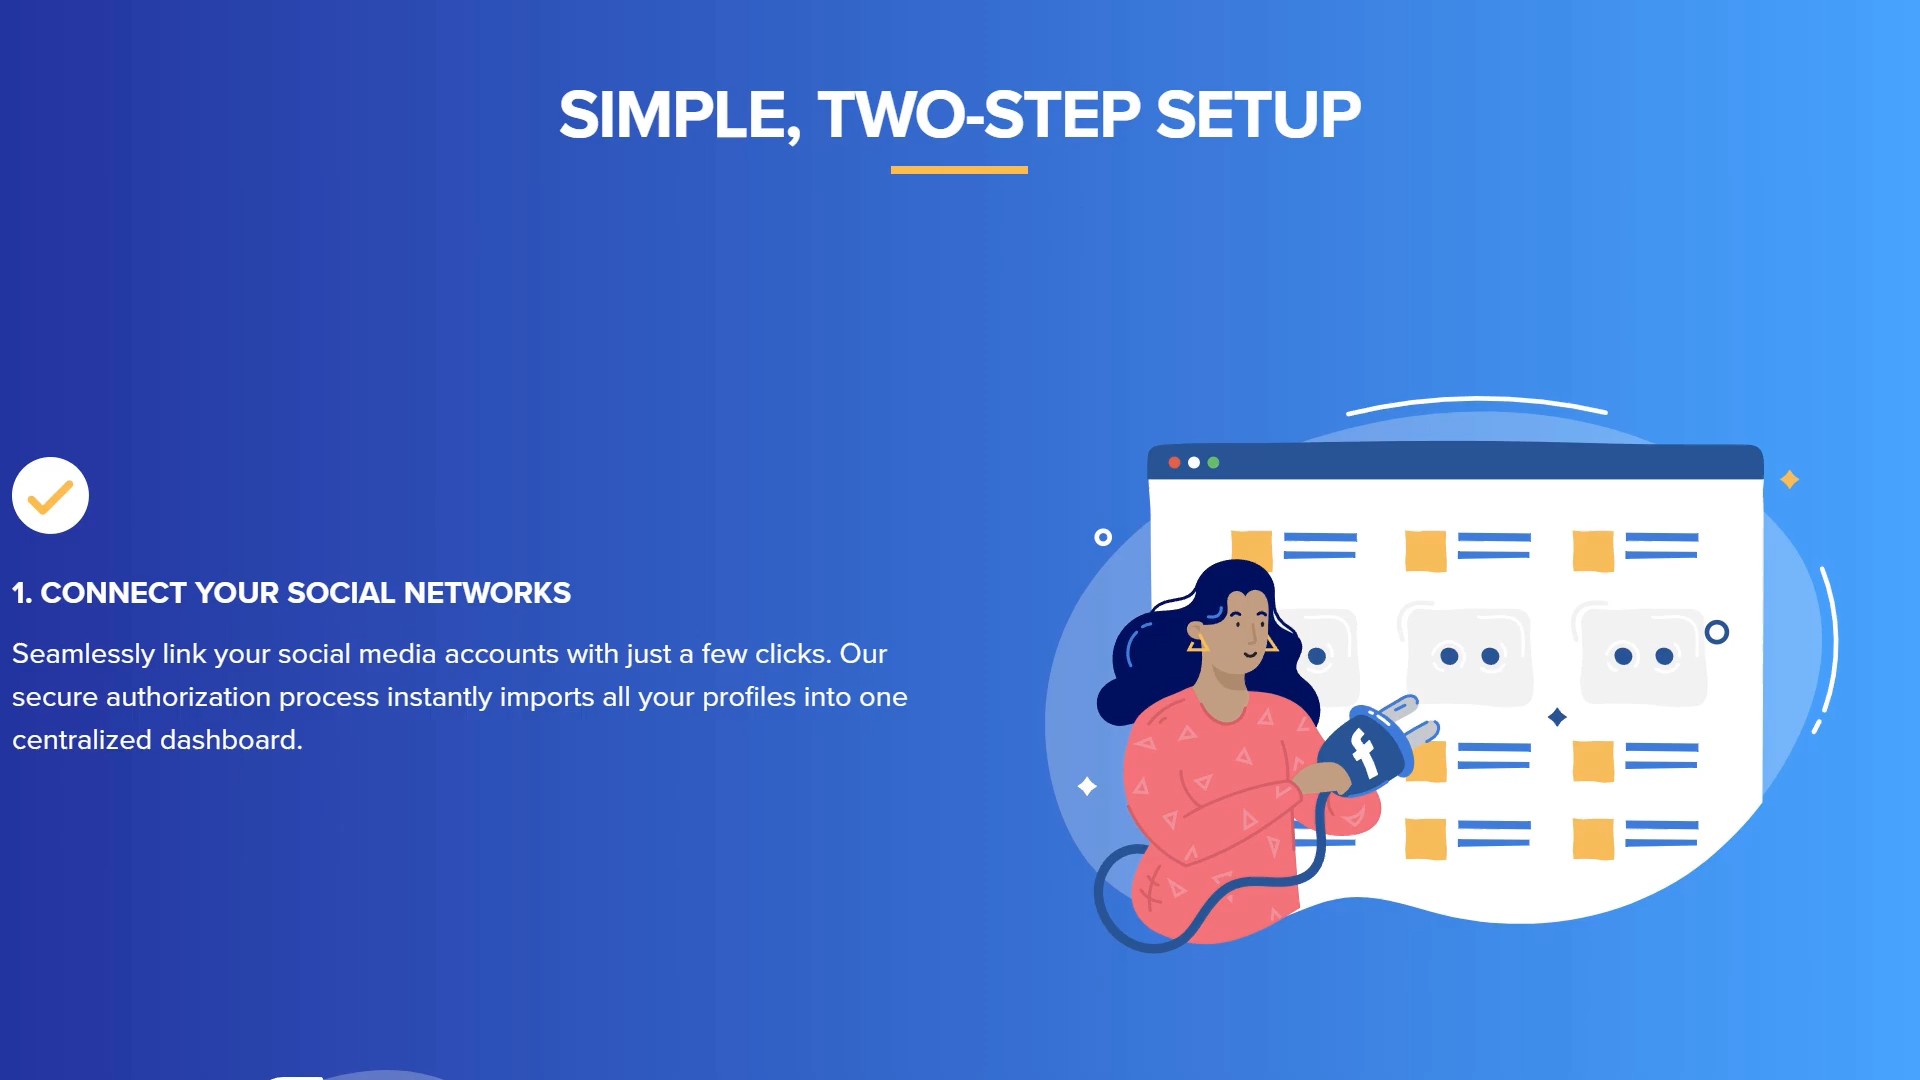 SIMPLE, TWO-STEP SETUP
1. CONNECT YOUR SOCIAL NETWORKS
Seamlessly link your social media accounts with just a few clicks. Our
secure authorization process instantly imports all your profiles into one
centralized dashboard.
f